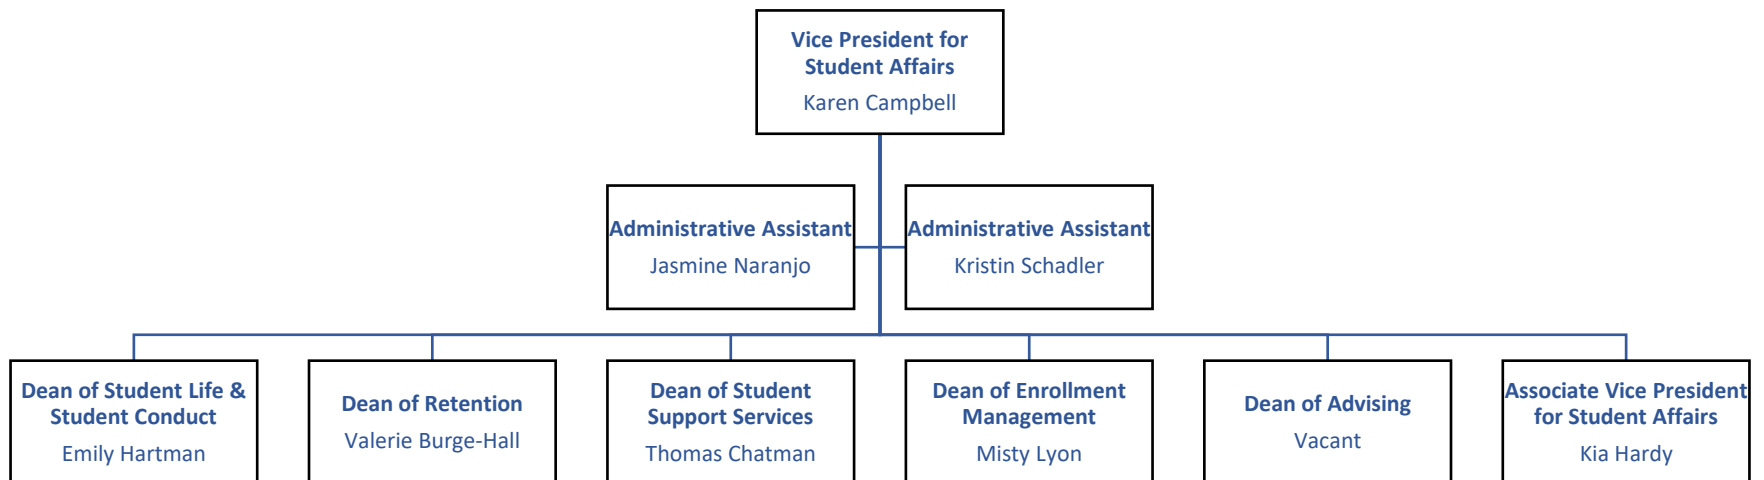 Vice President for
Student Affairs
Karen Campbell
Administrative Assistant
Jasmine Naranjo
Administrative Assistant
Kristin Schadler
Dean of Student Life &
Student Conduct
Emily Hartman
Dean of Retention
Valerie Burge-Hall
Dean of Student
Support Services
Thomas Chatman
Dean of Enrollment
Management
Misty Lyon
Dean of Advising
Vacant
Associate Vice President
for Student Affairs
Kia Hardy